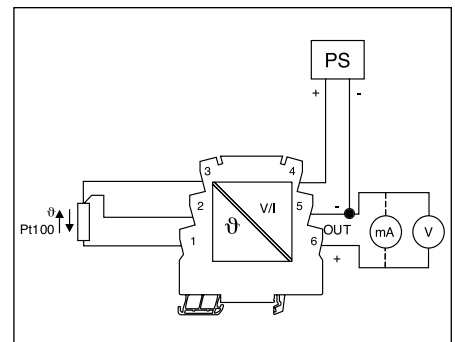 PS
+ -
3 4
2 5
ϑ V/I
1 6
ϑ
Pt100
-
OUT
+
mA V